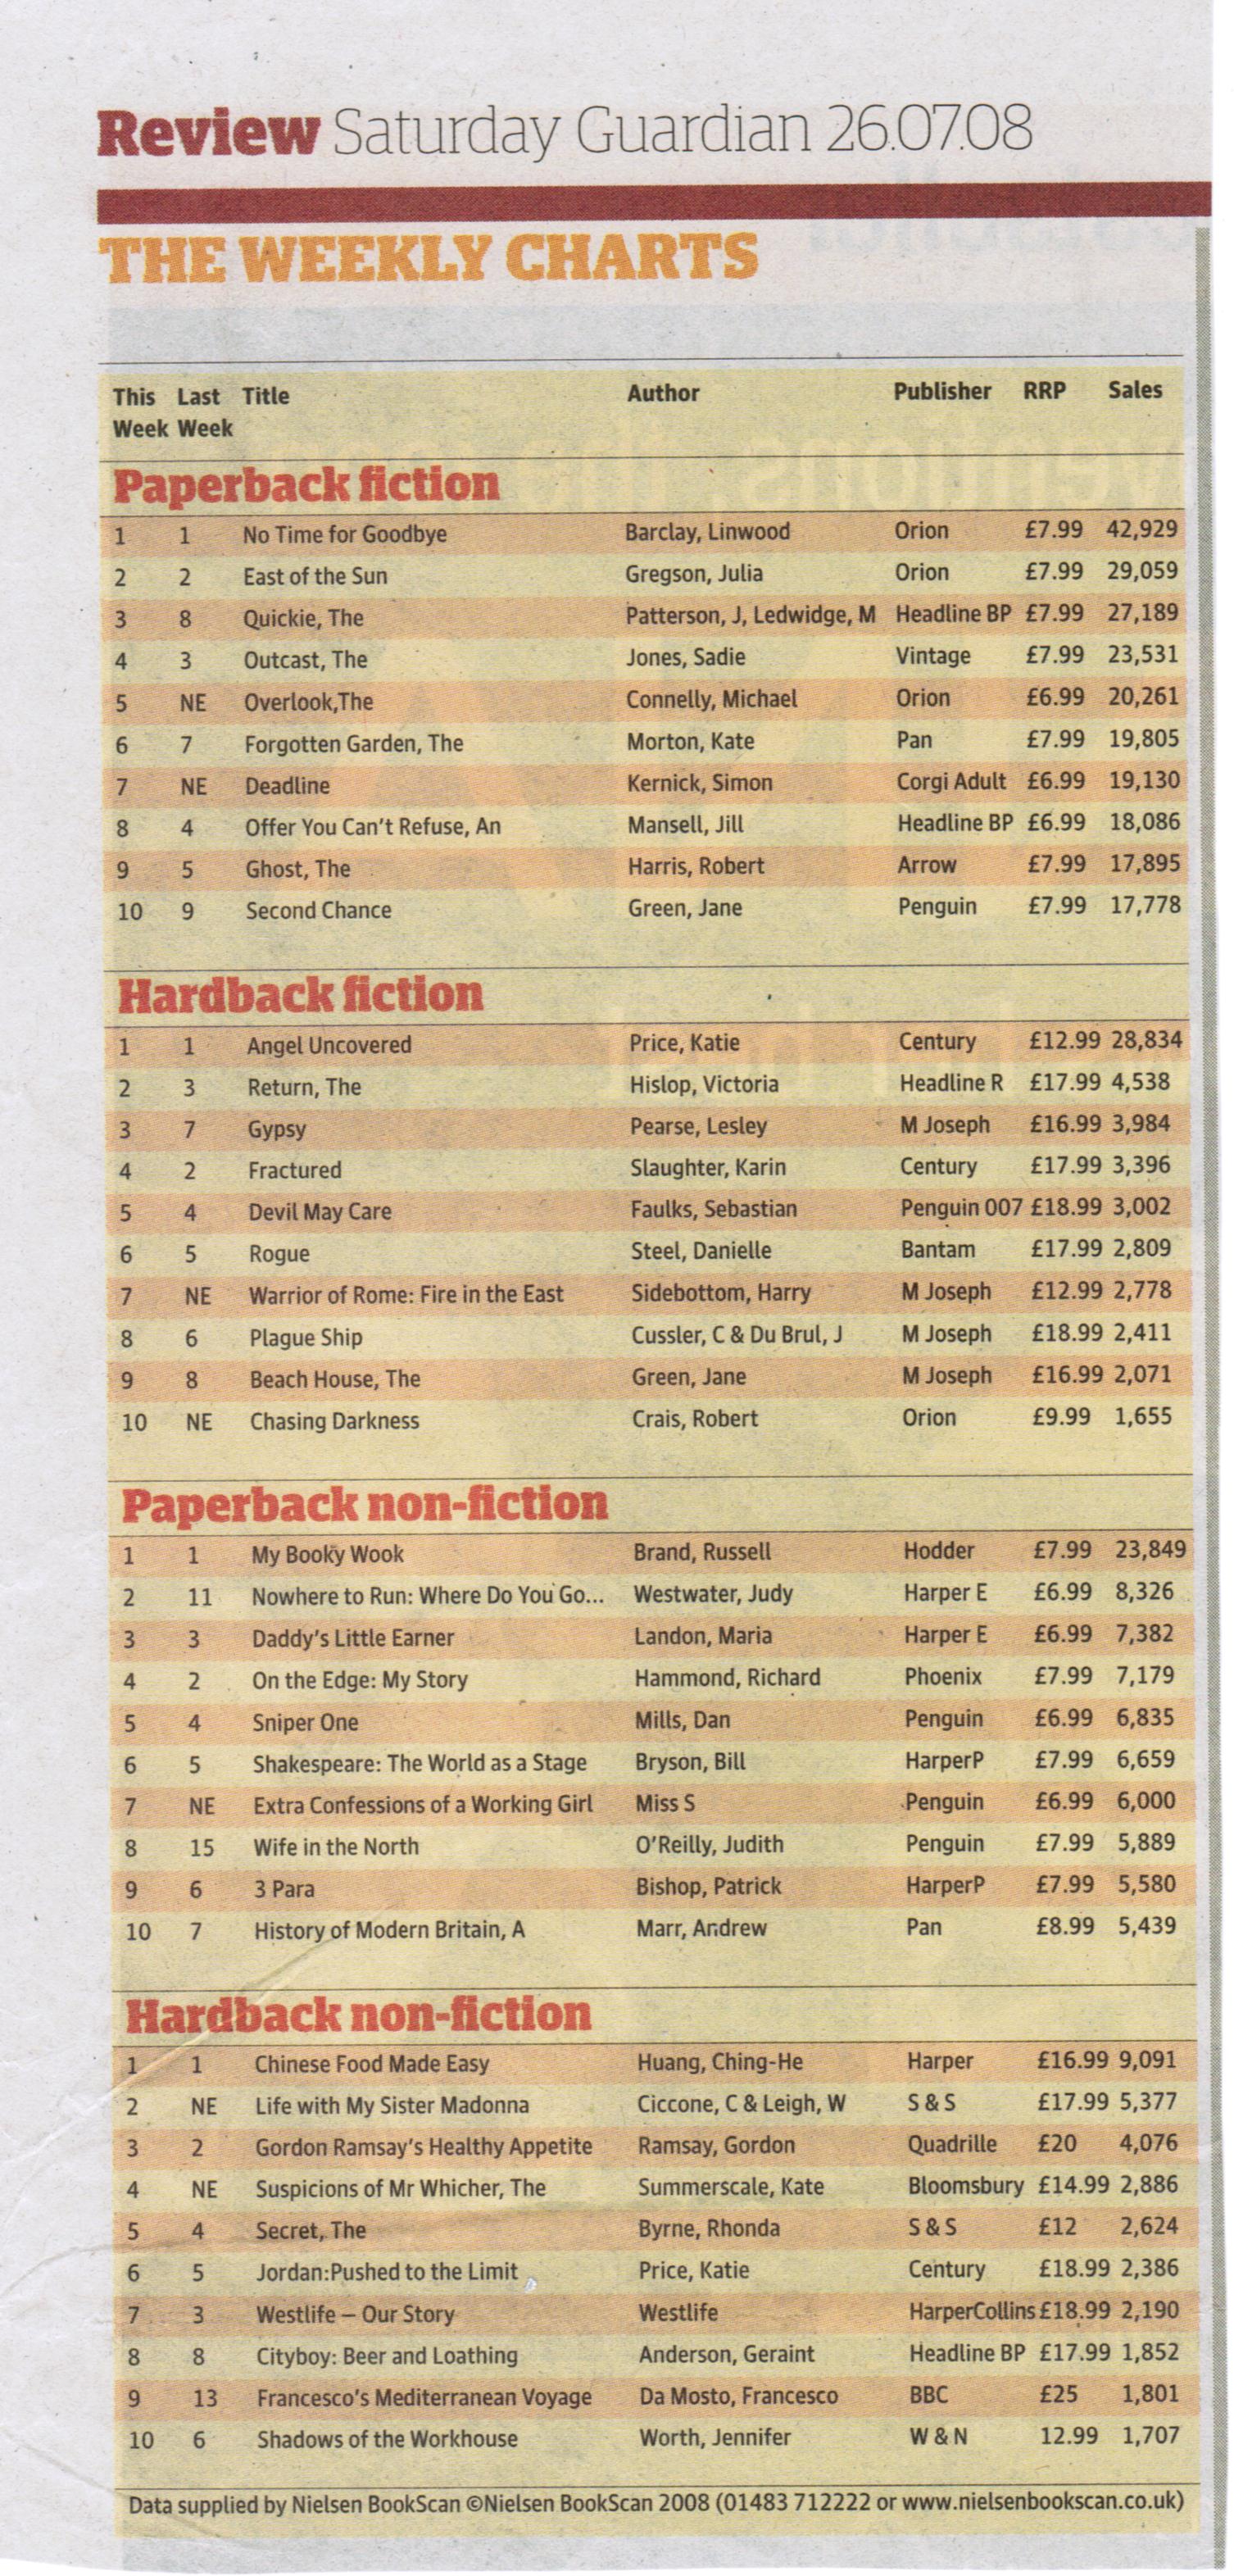 Review Saturday Guardian 26.07.08
THE WEEKLY CHARTS
This Last Title Author Publisher RRP Sales
Week Week
Paperback fiction
1 1 No Time for Goodbye Barclay, Linwood Orion £7.99 42,929
2 2 East of the Sun Gregson, Julia Orion £7.99 29,059
3 8 Quickie, The Patterson, J, Ledwidge, M Headline BP £7.99 27,189
4 3 Outcast, The Jones, Sadie Vintage £7.99 23,531
5 NE Overlook,The Connelly, Michael Orion £6.99 20,261
6 7 Forgotten Garden, The Morton, Kate Pan £7.99 19,805
7 NE Deadline Kernick, Simon Corgi Adult £6.99 19,130
8 4 Offer You Can't Refuse, An Mansell, Jill Headline BP £6.99 18,086
9 5 Ghost, The Harris, Robert Arrow £7.99 17,895
10 9 Second Chance Green, Jane Penguin £7.99 17,778
Hardback fiction
1 1 Angel Uncovered Price, Katie Century £12.99 28,834
2 3 Return, The Hislop, Victoria Headline R £17.99 4,538
3 7 Gypsy Pearse, Lesley M Joseph £16.99 3,984
4 2 Fractured Slaughter, Karin Century £17.99 3,396
5 4 Devil May Care Faulks, Sebastian Penguin 007 £18.99 3,002
6 5 Rogue Steel, Danielle Bantam £17.99 2,809
7 NE Warrior of Rome: Fire in the East Sidebottom, Harry M Joseph £12.99 2,778
8 6 Plague Ship Cussler, C & Du Brul, J M Joseph £18.99 2,411
9 8 Beach House, The Green, Jane M Joseph £16.99 2,071
10 NE Chasing Darkness Crais, Robert Orion £9.99 1,655
Paperback non-fiction
1 1 My Booky Wook Brand, Russell Hodder £7.99 23,849
2 11 Nowhere to Run: Where Do You Go... Westwater, Judy Harper E £6.99 8,326
3 3 Daddy's Little Earner Landon, Maria Harper E £6.99 7,382
4 2 On the Edge: My Story Hammond, Richard Phoenix £7.99 7,179
5 4 Sniper One Mills, Dan Penguin £6.99 6,835
6 5 Shakespeare: The World as a Stage Bryson, Bill HarperP £7.99 6,659
7 NE Extra Confessions of a Working Girl Miss S Penguin £6.99 6,000
8 15 Wife in the North O'Reilly, Judith Penguin £7.99 5,889
9 6 3 Para Bishop, Patrick HarperP £7.99 5,580
10 7 History of Modern Britain, A Marr, Andrew Pan £8.99 5,439
Hardback non-fiction
1 1 Chinese Food Made Easy Huang, Ching-He Harper £16.99 9,091
2 NE Life with My Sister Madonna Ciccone, C & Leigh, W S & S £17.99 5,377
3 2 Gordon Ramsay's Healthy Appetite Ramsay, Gordon Quadrille £20 4,076
4 NE Suspicions of Mr Whicher, The Summerscale, Kate Bloomsbury £14.99 2,886
5 4 Secret, The Byrne, Rhonda S & S £12 2,624
6 5 Jordan:Pushed to the Limit Price, Katie Century £18.99 2,386
7 3 Westlife – Our Story Westlife HarperCollins £18.99 2,190
8 8 Cityboy: Beer and Loathing Anderson, Geraint Headline BP £17.99 1,852
9 13 Francesco's Mediterranean Voyage Da Mosto, Francesco BBC £25 1,801
10 6 Shadows of the Workhouse Worth, Jennifer W & N 12.99 1,707
Data supplied by Nielsen BookScan ©Nielsen BookScan 2008 (01483 712222 or www.nielsenbookscan.co.uk)